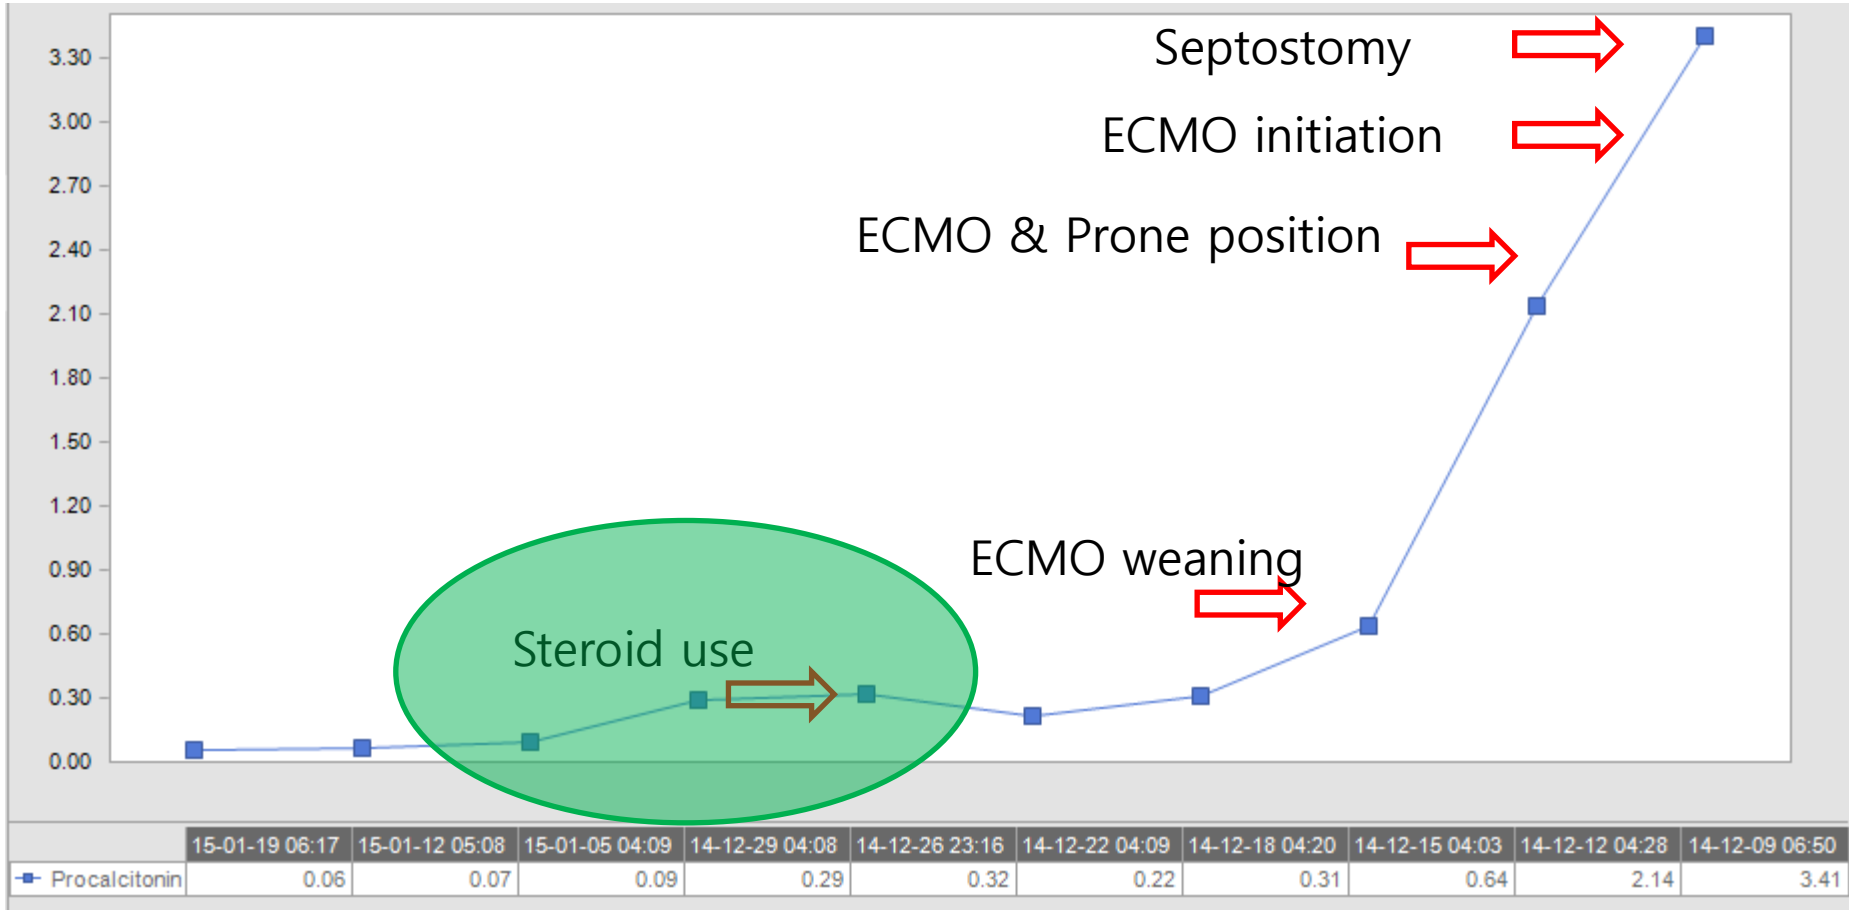 3.30
Septostomy
3.00
ECMO initiation
2.70
2.40
ECMO & Prone position
2.10
1.80
1.50
1.20
0.90
ECMO weaning
0.60
Steroid use
0.30
0.00
15-01-19 06:17 15-01-12 05:08 15-01-05 04:09 14-12-29 04:08 14-12-26 23:16 14-12-22 04:09 14-12-18 04:20 14-12-15 04:03 14-12-12 04:28 14-12-09 06:50
Procalcitonin 0.06 0.07 0.09 0.29 0.32 0.22 0.31 0.64 2.14 3.41